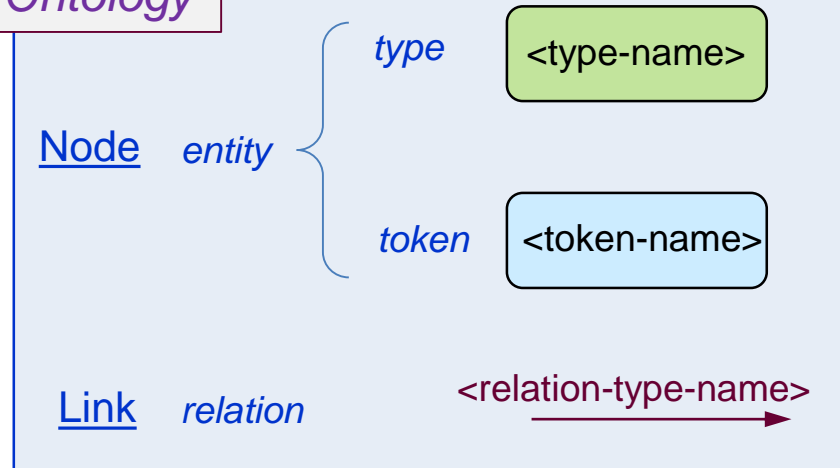 Ontology
type <type-name>
Node entity
token <token-name>
<relation-type-name>
Link relation